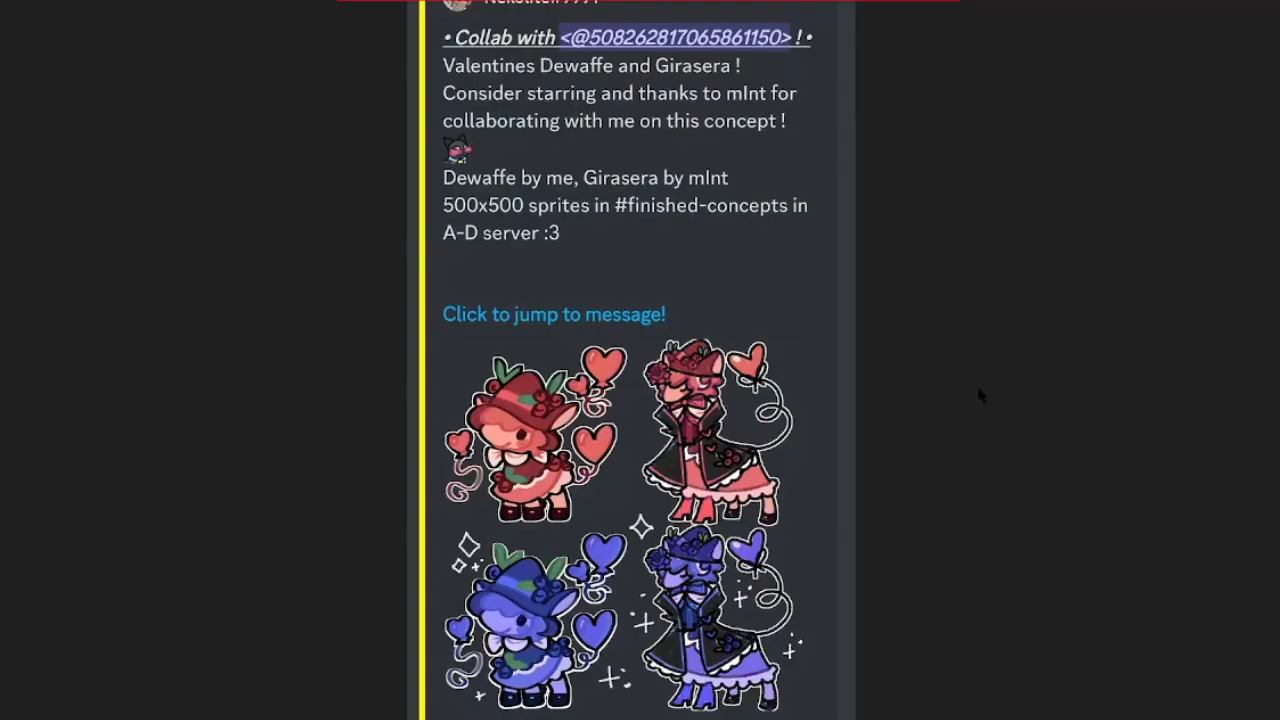 • Collab with <@508262817065861150> ! •
Valentines Dewaffe and Girasera !
Consider starring and thanks to mInt for
collaborating with me on this concept !
Dewaffe by me, Girasera by mInt
500x500 sprites in #finished-concepts in
A-D server :3
Click to jump to message!